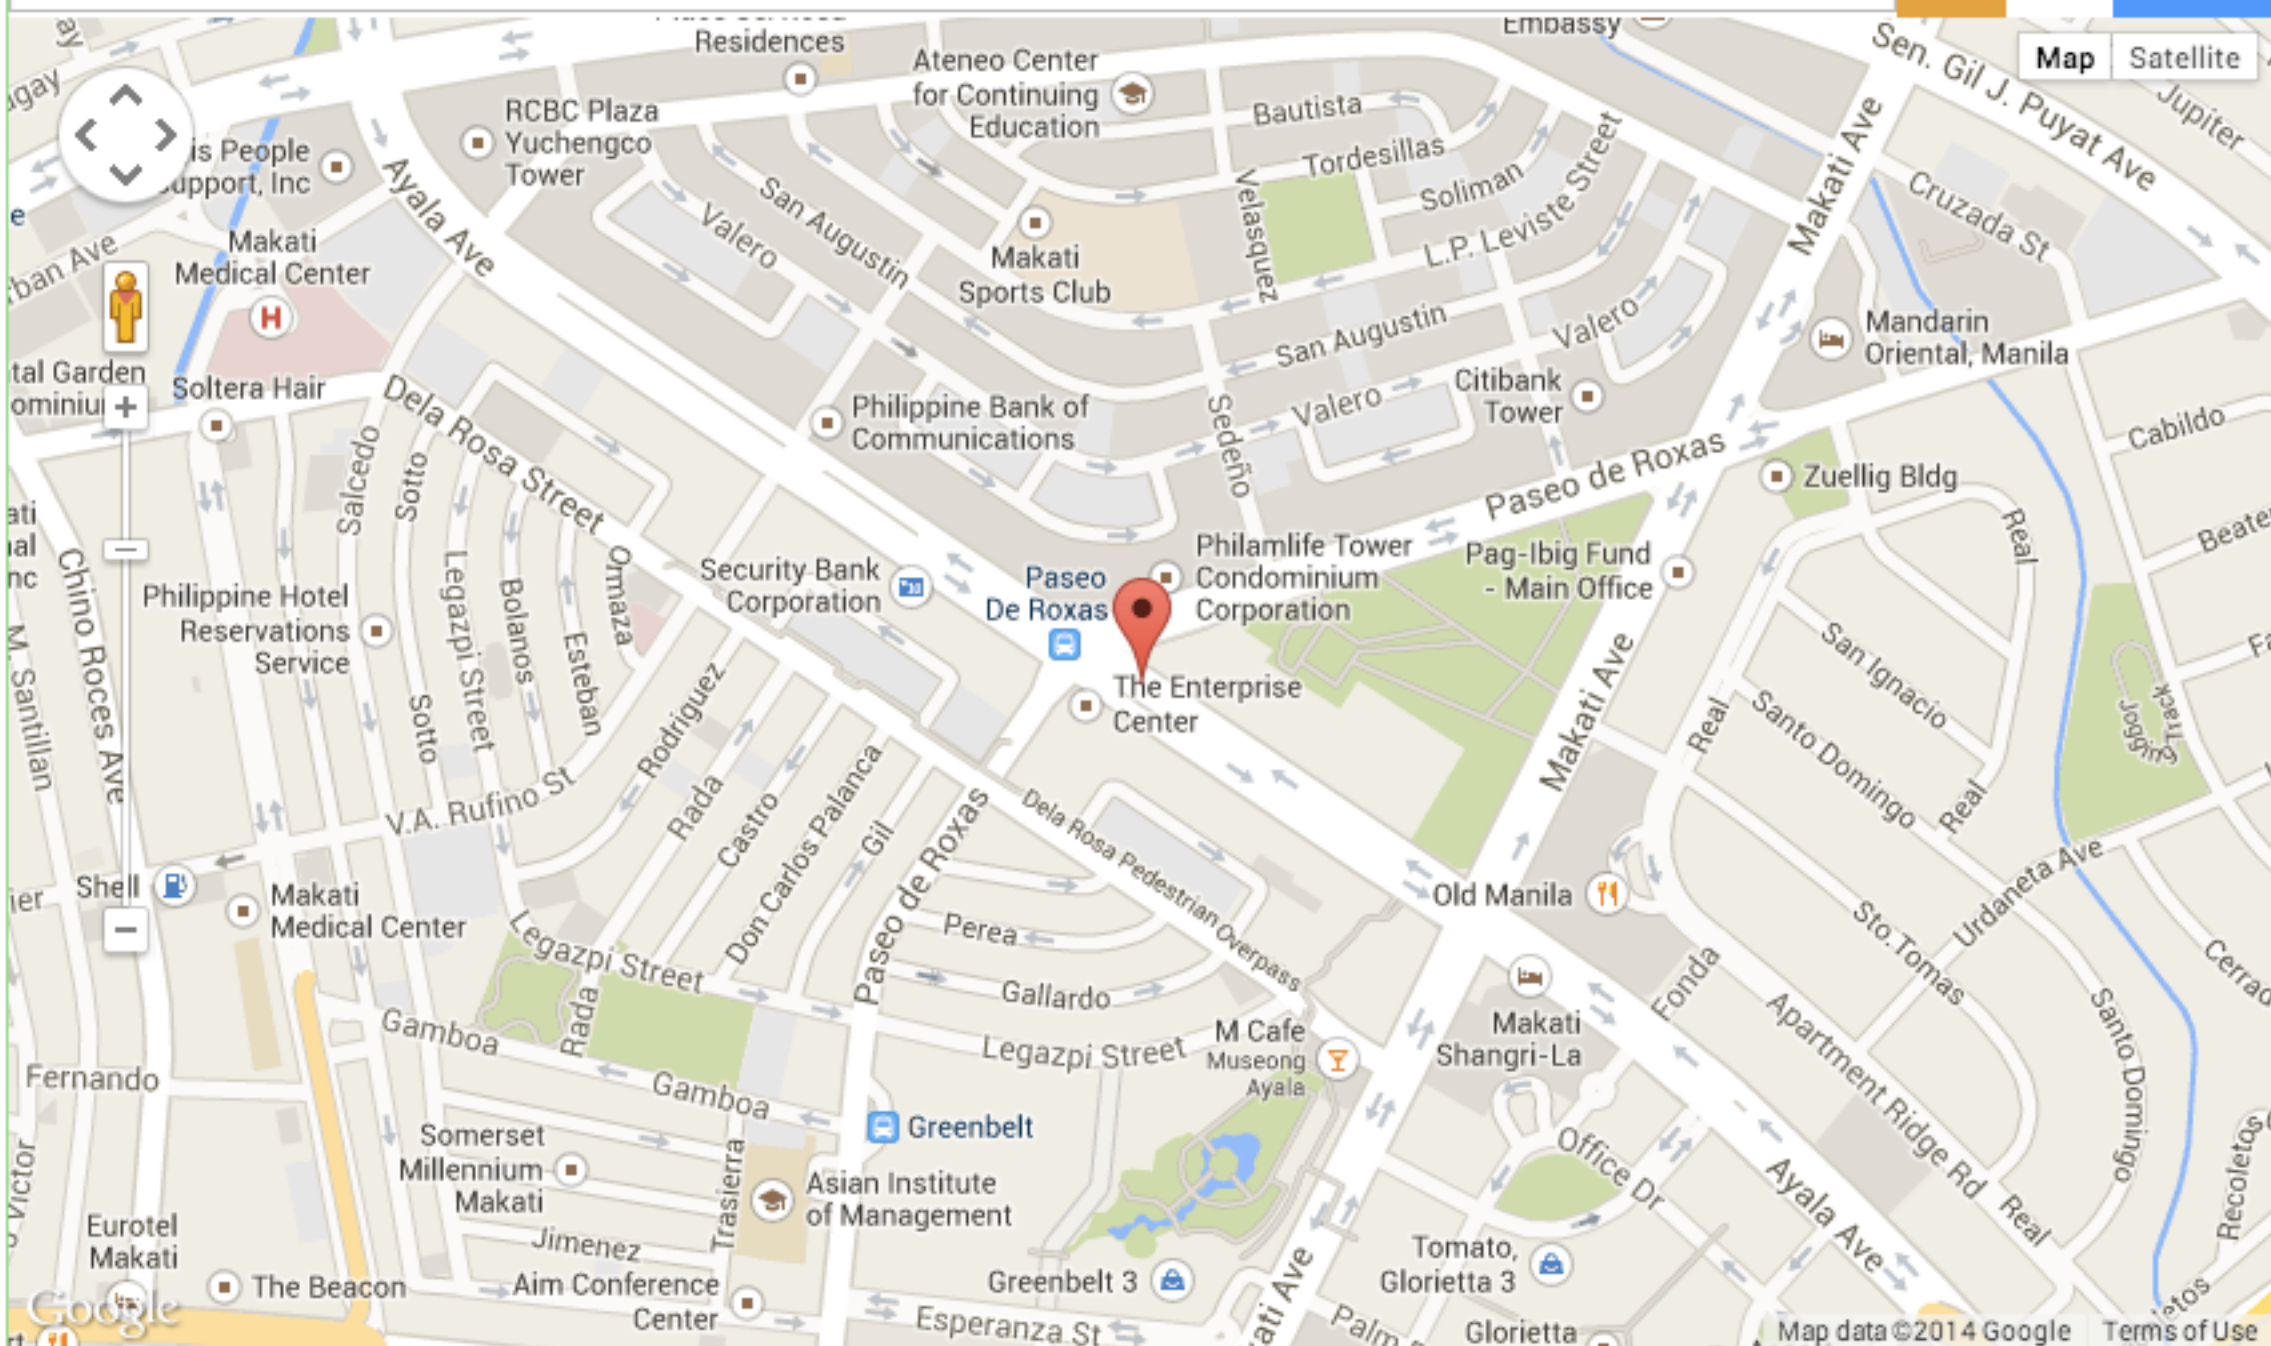 Residences
Embassy
Sen. Gil J. Puyat Ave
Map
Satellite
Ateneo Center
for Continuing
Education
RCBC Plaza
Yuchengco
Tower
Bautista
Jupiter
is People
upport, Inc
Tordesillas
Ayala Ave
San Augustin
Valero
Velasquez
Soliman
L.P. Leviste Street
Makati Ave
Cruzada St
Makati
Medical Center
H
Makati
Sports Club
San Augustin
Valero
Mandarin
Oriental, Manila
tal Garden
Soltera Hair
Dela Rosa Street
Philippine Bank of
Communications
Sedeño
Valero
Citibank
Tower
Cabildo
Paseo de Roxas
Zuellig Bldg
Real
Salcedo
Sotto
Legazpi Street
Bolanos
Esteban
Ormaza
Chino Roces Ave
M. Santillan
Philippine Hotel
Reservations
Service
Security Bank
Corporation
Paseo
De Roxas
Philamlife Tower
Condominium
Corporation
Pag-Ibig Fund
- Main Office
The Enterprise
Center
Makati Ave
San Ignacio
Santo Domingo
Real
Real
Jogging
Track
Sotto
Rodriguez
Rada
Castro
Don Carlos Palanca
Gil
V.A. Rufino St
Paseo de Roxas
Dela Rosa Pedestrian Overpass
Shell
Makati
Medical Center
Old Manila
Urdaneta Ave
Sto. Tomas
Perea
Gallardo
Legazpi Street
Rada
Gamboa
Legazpi Street
Fonda
Makati
Shangri-La
Apartment Ridge Rd
Santo Domingo
M Cafe
Museong
Ayala
Fernando
Gamboa
Greenbelt
Somerset
Millennium
Makati
Trasierra
Asian Institute
of Management
Office Dr
Ayala Ave
Real
Recoletos
Victor
Eurotel
Makati
Jimenez
The Beacon
Aim Conference
Center
Greenbelt 3
Tomato,
Glorietta 3
Esperanza St
Palm
Glorietta
Google
Map data ©2014 Google
Terms of Use